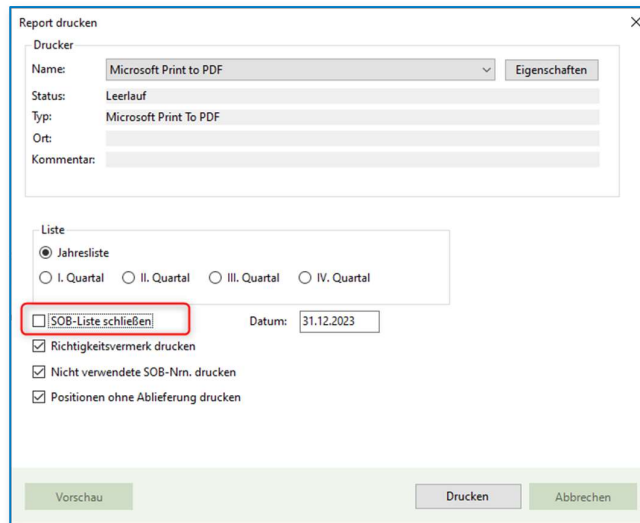 Report drucken
Drucker
Name: Microsoft Print to PDF Eigenschaften
Status: Leerlauf
Typ: Microsoft Print To PDF
Ort:
Kommentar:
Liste
Jahresliste
I. Quartal II. Quartal III. Quartal IV. Quartal
SOB-Liste schließen Datum: 31.12.2023
Richtigkeitsvermerk drucken
Nicht verwendete SOB-Nrn. drucken
Positionen ohne Ablieferung drucken
Vorschau Drucken Abbrechen